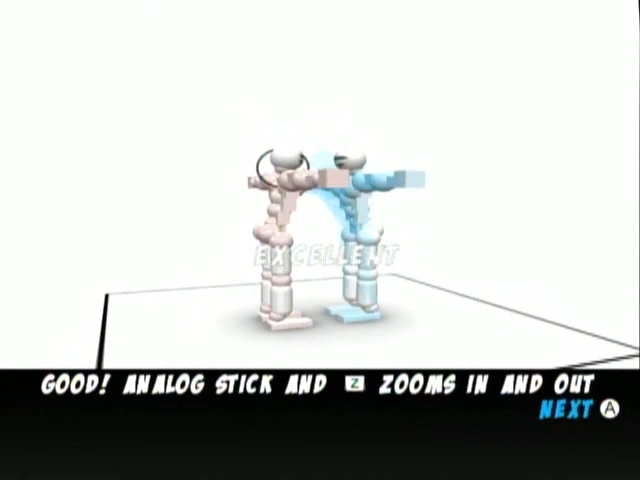 EXCELLENT
GOOD! ANALOG STICK AND Z ZOOMS IN AND OUT
NEXT A